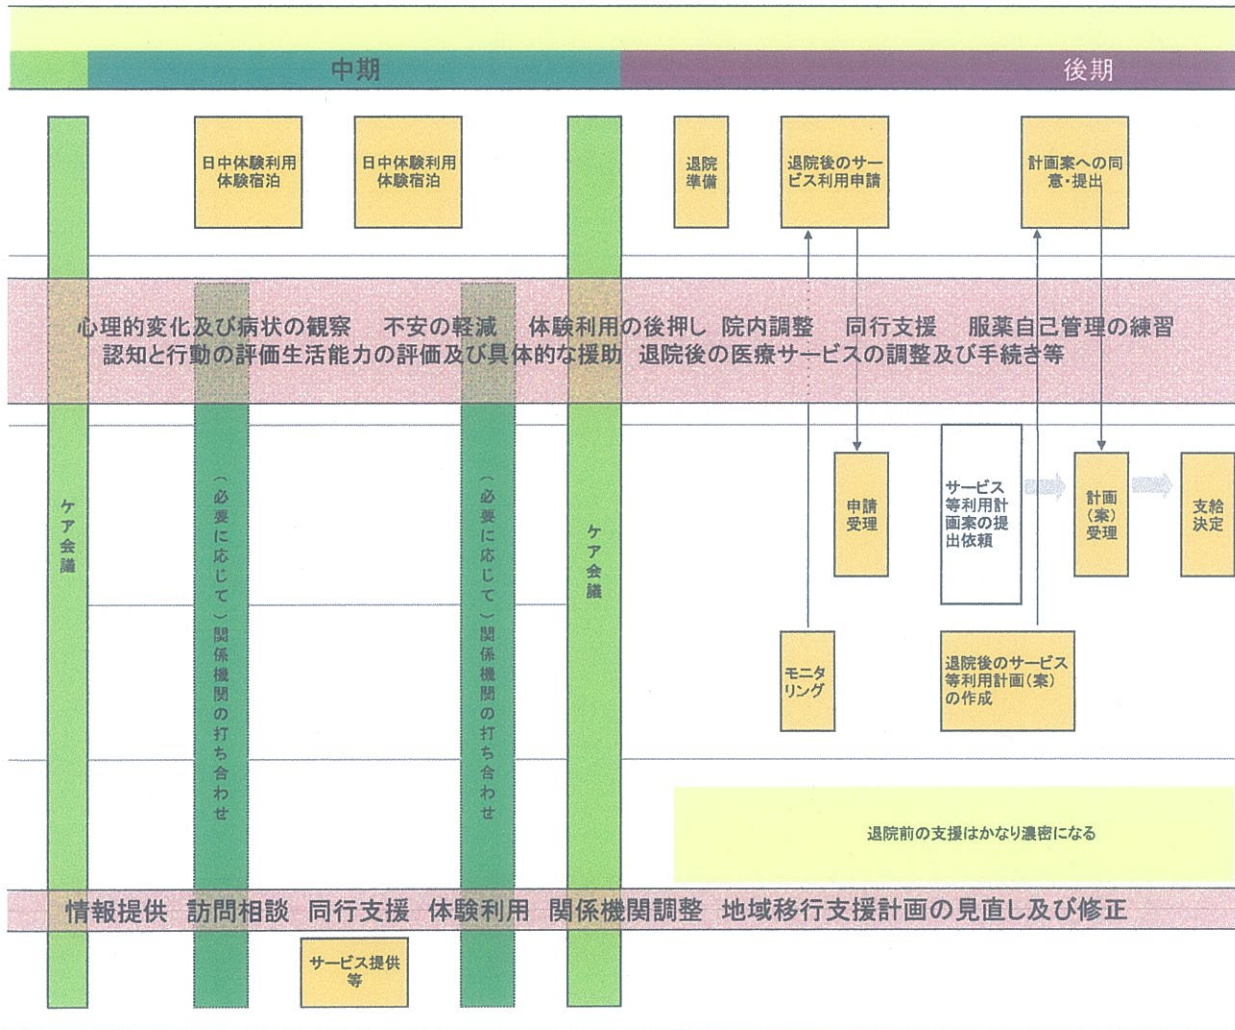 中期
後期
日中体験利用
体験宿泊
日中体験利用
体験宿泊
退院
準備
退院後のサー
ビス利用申請
計画案への同
意・提出
心理的変化及び病状の観察 不安の軽減 体験利用の後押し 院内調整 同行支援 服薬自己管理の練習
認知と行動の評価生活能力の評価及び具体的な援助 退院後の医療サービスの調整及び手続き等
ケア会議
(必要に応じて)関係機関の打ち合わせ
(必要に応じて)関係機関の打ち合わせ
ケア会議
申請
受理
サービス
等利用計
画案の提
出依頼
計画
(案)
受理
支給
決定
モニタ
リング
退院後のサービス
等利用計画(案)
の作成
退院前の支援はかなり濃密になる
情報提供 訪問相談 同行支援 体験利用 関係機関調整 地域移行支援計画の見直し及び修正
サービス提供
等